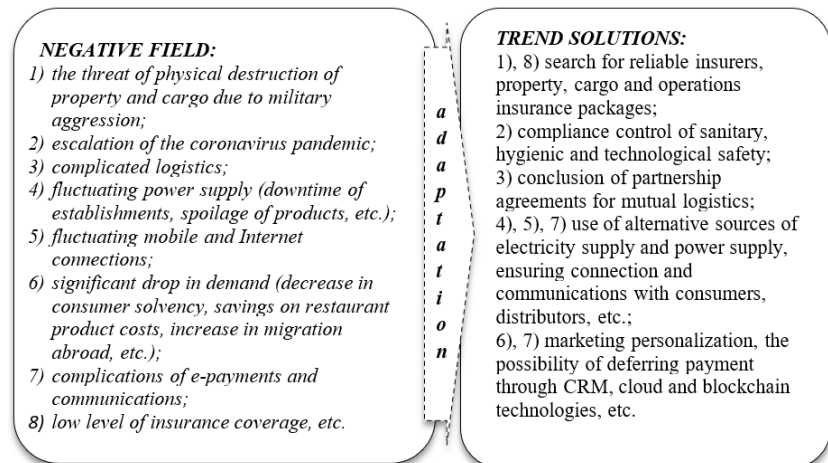 NEGATIVE FIELD:
1) the threat of physical destruction of
property and cargo due to military
aggression;
2) escalation of the coronavirus pandemic;
3) complicated logistics;
4) fluctuating power supply (downtime of
establishments, spoilage of products, etc.);
5) fluctuating mobile and Internet
connections;
6) significant drop in demand (decrease in
consumer solvency, savings on restaurant
product costs, increase in migration
abroad, etc.);
7) complications of e-payments and
communications;
8) low level of insurance coverage, etc.
a
d
a
p
t
a
t
i
o
n
TREND SOLUTIONS:
1), 8) search for reliable insurers,
property, cargo and operations
insurance packages;
2) compliance control of sanitary,
hygienic and technological safety;
3) conclusion of partnership
agreements for mutual logistics;
4), 5), 7) use of alternative sources of
electricity supply and power supply,
ensuring connection and
communications with consumers,
distributors, etc.;
6), 7) marketing personalization, the
possibility of deferring payment
through CRM, cloud and blockchain
technologies, etc.